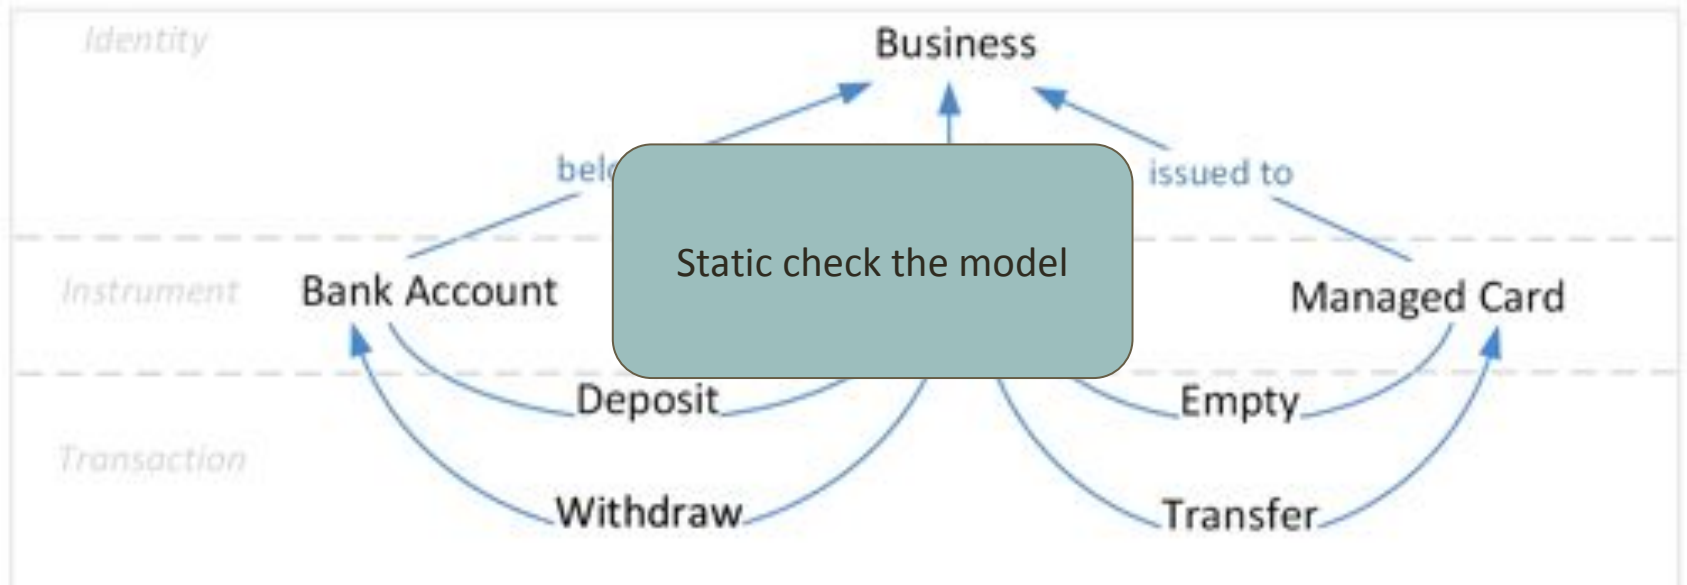 Identity
Business
issued to
Static check the model
Instrument
Bank Account
Managed Card
Deposit
Empty
Transaction
Withdraw
Transfer